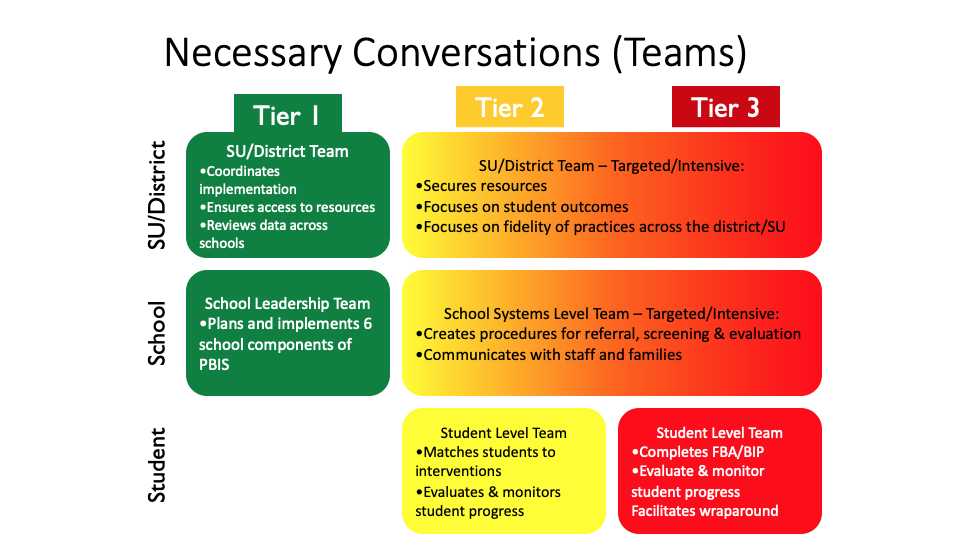 Necessary Conversations (Teams)
Tier 1
Tier 2
Tier 3
SU/District
SU/District Team
•Coordinates
implementation
•Ensures access to resources
•Reviews data across
schools
SU/District Team – Targeted/Intensive:
•Secures resources
•Focuses on student outcomes
•Focuses on fidelity of practices across the district/SU
School
School Leadership Team
•Plans and implements 6
school components of
PBIS
School Systems Level Team – Targeted/Intensive:
•Creates procedures for referral, screening & evaluation
•Communicates with staff and families
Student
Student Level Team
•Matches students to
interventions
•Evaluates & monitors
student progress
Student Level Team
•Completes FBA/BIP
•Evaluate & monitor
student progress
Facilitates wraparound